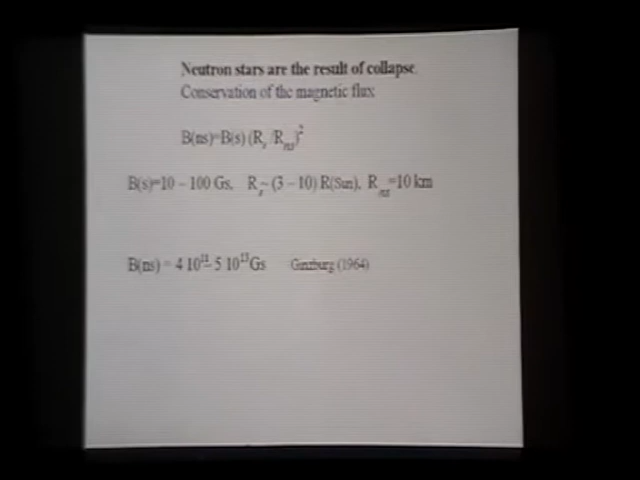 Neutron stars are the result of collapse.
Conservation of the magnetic flux
B(ns)=B(s) (R_s /R_ns)^2
B(s)=10 – 100 Gs, R_s ~ (3 – 10) R(Sun), R_ns =10 km
B(ns) = 4 10^11 – 5 10^13 Gs Ginzburg (1964)